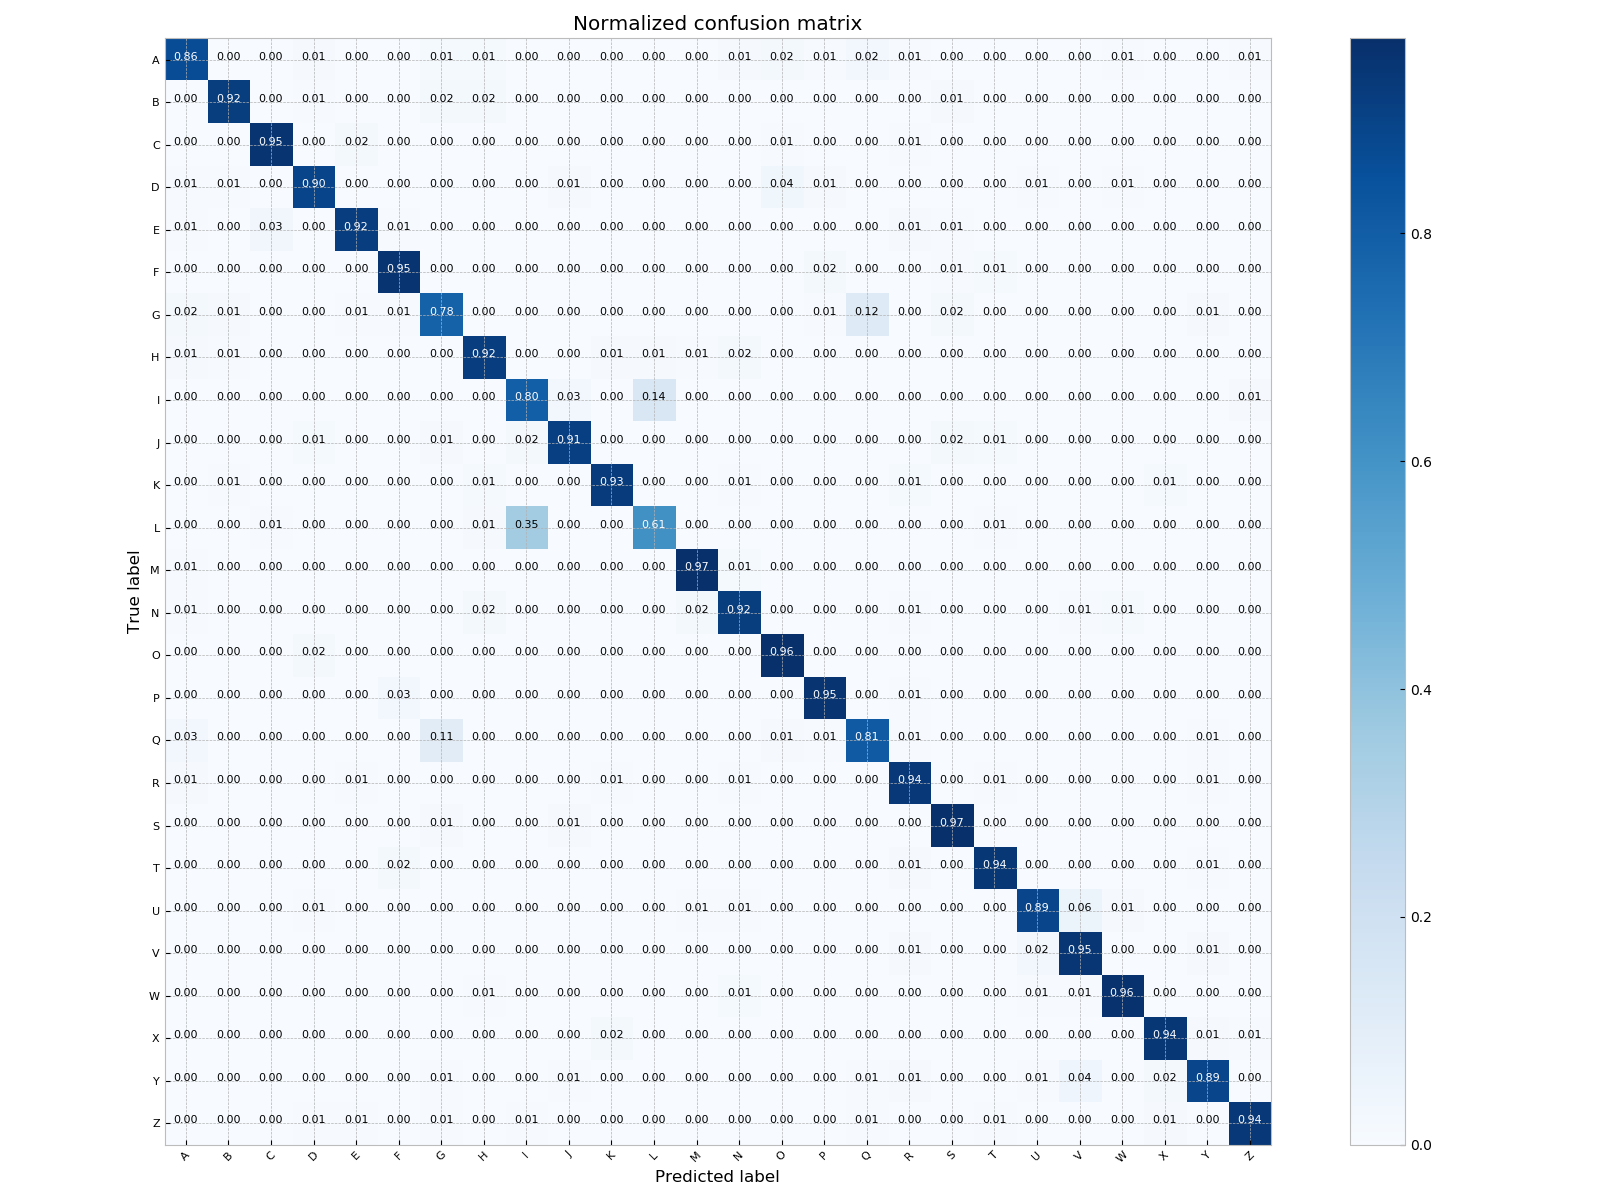 Normalized confusion matrix
A 0.86 0.00 0.00 0.01 0.00 0.00 0.01 0.01 0.00 0.00 0.00 0.00 0.00 0.01 0.02 0.01 0.02 0.01 0.00 0.00 0.00 0.00 0.01 0.00 0.00 0.01
B 0.00 0.92 0.00 0.01 0.00 0.00 0.02 0.02 0.00 0.00 0.00 0.00 0.00 0.00 0.00 0.00 0.00 0.00 0.01 0.00 0.00 0.00 0.00 0.00 0.00 0.00
C 0.00 0.00 0.95 0.00 0.02 0.00 0.00 0.00 0.00 0.00 0.00 0.00 0.00 0.00 0.01 0.00 0.00 0.01 0.00 0.00 0.00 0.00 0.00 0.00 0.00 0.00
D 0.01 0.01 0.00 0.90 0.00 0.00 0.00 0.00 0.00 0.01 0.00 0.00 0.00 0.00 0.04 0.01 0.00 0.00 0.00 0.00 0.01 0.00 0.01 0.00 0.00 0.00
E 0.01 0.00 0.03 0.00 0.92 0.01 0.00 0.00 0.00 0.00 0.00 0.00 0.00 0.00 0.00 0.00 0.00 0.01 0.01 0.00 0.00 0.00 0.00 0.00 0.00 0.00
F 0.00 0.00 0.00 0.00 0.00 0.95 0.00 0.00 0.00 0.00 0.00 0.00 0.00 0.00 0.00 0.02 0.00 0.00 0.01 0.01 0.00 0.00 0.00 0.00 0.00 0.00
G 0.02 0.01 0.00 0.00 0.01 0.01 0.78 0.00 0.00 0.00 0.00 0.00 0.00 0.00 0.00 0.01 0.12 0.00 0.02 0.00 0.00 0.00 0.00 0.00 0.01 0.00
H 0.01 0.01 0.00 0.00 0.00 0.00 0.00 0.92 0.00 0.00 0.01 0.01 0.01 0.02 0.00 0.00 0.00 0.00 0.00 0.00 0.00 0.00 0.00 0.00 0.00 0.00
I 0.00 0.00 0.00 0.00 0.00 0.00 0.00 0.00 0.80 0.03 0.00 0.14 0.00 0.00 0.00 0.00 0.00 0.00 0.00 0.00 0.00 0.00 0.00 0.00 0.00 0.01
J 0.00 0.00 0.00 0.01 0.00 0.00 0.01 0.00 0.02 0.91 0.00 0.00 0.00 0.00 0.00 0.00 0.00 0.00 0.02 0.01 0.00 0.00 0.00 0.00 0.00 0.00
K 0.00 0.01 0.00 0.00 0.00 0.00 0.00 0.01 0.00 0.00 0.93 0.00 0.00 0.01 0.00 0.00 0.00 0.01 0.00 0.00 0.00 0.00 0.00 0.01 0.00 0.00
L 0.00 0.00 0.01 0.00 0.00 0.00 0.00 0.01 0.35 0.00 0.00 0.61 0.00 0.00 0.00 0.00 0.00 0.00 0.00 0.01 0.00 0.00 0.00 0.00 0.00 0.00
M 0.01 0.00 0.00 0.00 0.00 0.00 0.00 0.00 0.00 0.00 0.00 0.00 0.97 0.01 0.00 0.00 0.00 0.00 0.00 0.00 0.00 0.00 0.00 0.00 0.00 0.00
N 0.01 0.00 0.00 0.00 0.00 0.00 0.00 0.02 0.00 0.00 0.00 0.00 0.02 0.92 0.00 0.00 0.00 0.01 0.00 0.00 0.00 0.01 0.01 0.00 0.00 0.00
O 0.00 0.00 0.00 0.02 0.00 0.00 0.00 0.00 0.00 0.00 0.00 0.00 0.00 0.00 0.96 0.00 0.00 0.00 0.00 0.00 0.00 0.00 0.00 0.00 0.00 0.00
P 0.00 0.00 0.00 0.00 0.00 0.03 0.00 0.00 0.00 0.00 0.00 0.00 0.00 0.00 0.00 0.95 0.00 0.01 0.00 0.00 0.00 0.00 0.00 0.00 0.00 0.00
Q 0.03 0.00 0.00 0.00 0.00 0.00 0.11 0.00 0.00 0.00 0.00 0.00 0.00 0.00 0.01 0.01 0.81 0.01 0.00 0.00 0.00 0.00 0.00 0.00 0.01 0.00
R 0.01 0.00 0.00 0.00 0.01 0.00 0.00 0.00 0.00 0.00 0.01 0.00 0.00 0.01 0.00 0.00 0.00 0.94 0.00 0.01 0.00 0.00 0.00 0.00 0.01 0.00
S 0.00 0.00 0.00 0.00 0.00 0.00 0.01 0.00 0.00 0.01 0.00 0.00 0.00 0.00 0.00 0.00 0.00 0.00 0.97 0.00 0.00 0.00 0.00 0.00 0.00 0.00
T 0.00 0.00 0.00 0.00 0.00 0.02 0.00 0.00 0.00 0.00 0.00 0.00 0.00 0.00 0.00 0.00 0.00 0.01 0.00 0.94 0.00 0.00 0.00 0.00 0.01 0.00
U 0.00 0.00 0.00 0.01 0.00 0.00 0.00 0.00 0.00 0.00 0.00 0.00 0.01 0.01 0.00 0.00 0.00 0.00 0.00 0.00 0.89 0.06 0.01 0.00 0.00 0.00
V 0.00 0.00 0.00 0.00 0.00 0.00 0.00 0.00 0.00 0.00 0.00 0.00 0.00 0.00 0.00 0.00 0.00 0.01 0.00 0.00 0.02 0.95 0.00 0.00 0.01 0.00
W 0.00 0.00 0.00 0.00 0.00 0.00 0.00 0.01 0.00 0.00 0.00 0.00 0.00 0.01 0.00 0.00 0.00 0.00 0.00 0.00 0.01 0.01 0.96 0.00 0.00 0.00
X 0.00 0.00 0.00 0.00 0.00 0.00 0.00 0.00 0.00 0.00 0.02 0.00 0.00 0.00 0.00 0.00 0.00 0.00 0.00 0.00 0.00 0.00 0.00 0.94 0.01 0.01
Y 0.00 0.00 0.00 0.00 0.00 0.00 0.01 0.00 0.00 0.01 0.00 0.00 0.00 0.00 0.00 0.00 0.01 0.01 0.00 0.00 0.01 0.04 0.00 0.02 0.89 0.00
Z 0.00 0.00 0.00 0.01 0.01 0.00 0.01 0.00 0.01 0.00 0.00 0.00 0.00 0.00 0.00 0.00 0.01 0.00 0.00 0.01 0.00 0.00 0.00 0.01 0.00 0.94
A B C D E F G H I J K L M N O P Q R S T U V W X Y Z
True label
Predicted label
0.8
0.6
0.4
0.2
0.0